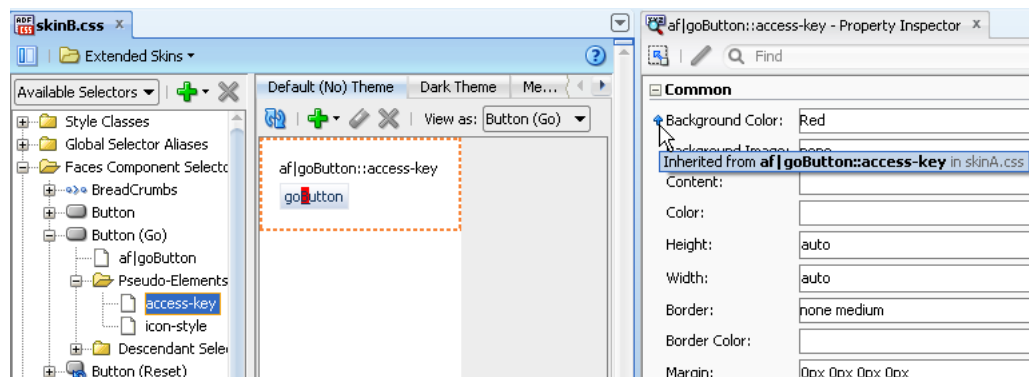 skinB.css
Extended Skins
Available Selectors
Style Classes
Global Selector Aliases
Faces Component Selectc
BreadCrumbs
Button
Button (Go)
af|goButton
Pseudo-Elements
access-key
icon-style
Descendant Sele
Button (Reset)
Default (No) Theme Dark Theme Me...
View as: Button (Go)
af|goButton::access-key
goButton
af|goButton::access-key - Property Inspector
Find
Common
Background Color: Red
Background Image: none
Inherited from af|goButton::access-key in skinA.css
Content:
Color:
Height: auto
Width: auto
Border: none medium
Border Color:
Margin: 0px 0px 0px 0px